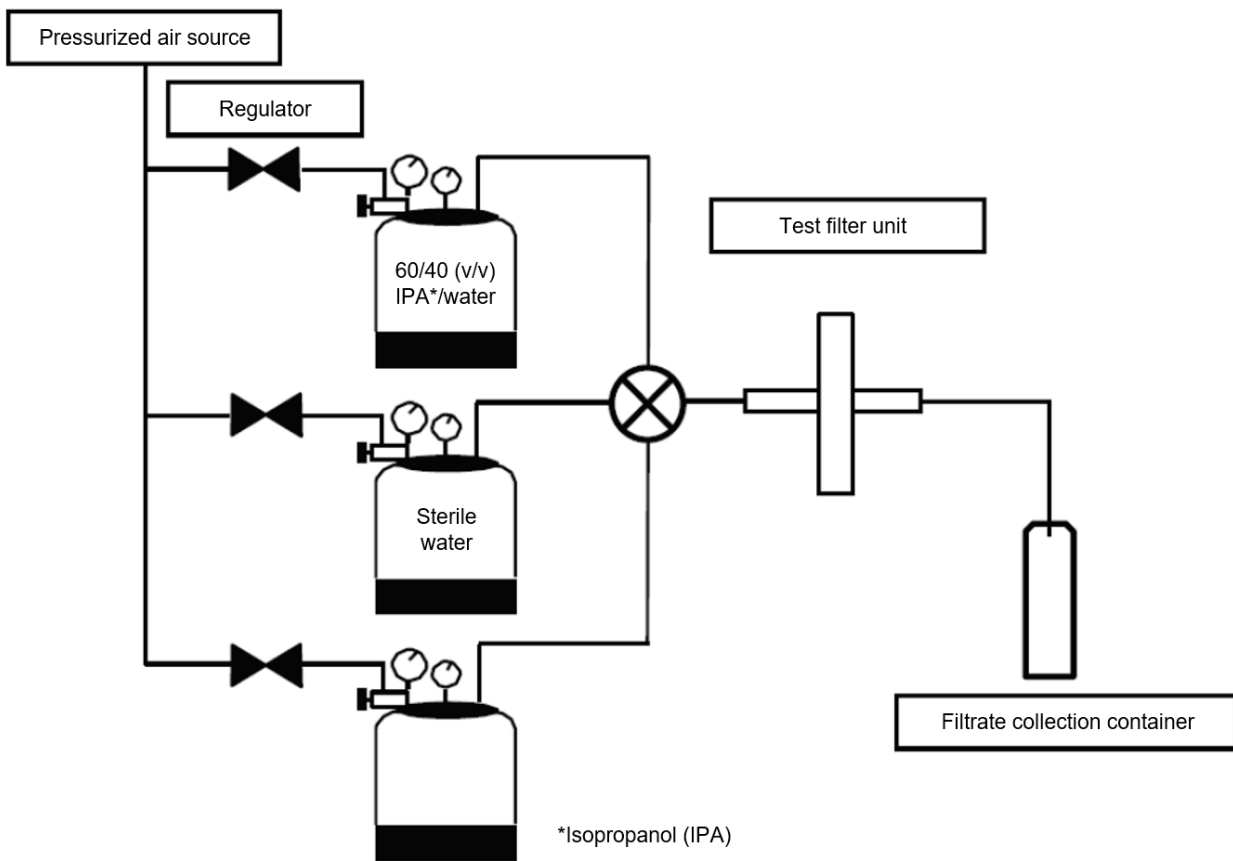 Pressurized air source
Regulator
60/40 (v/v)
IPA*/water
Test filter unit
Sterile
water
Filtrate collection container
*Isopropanol (IPA)